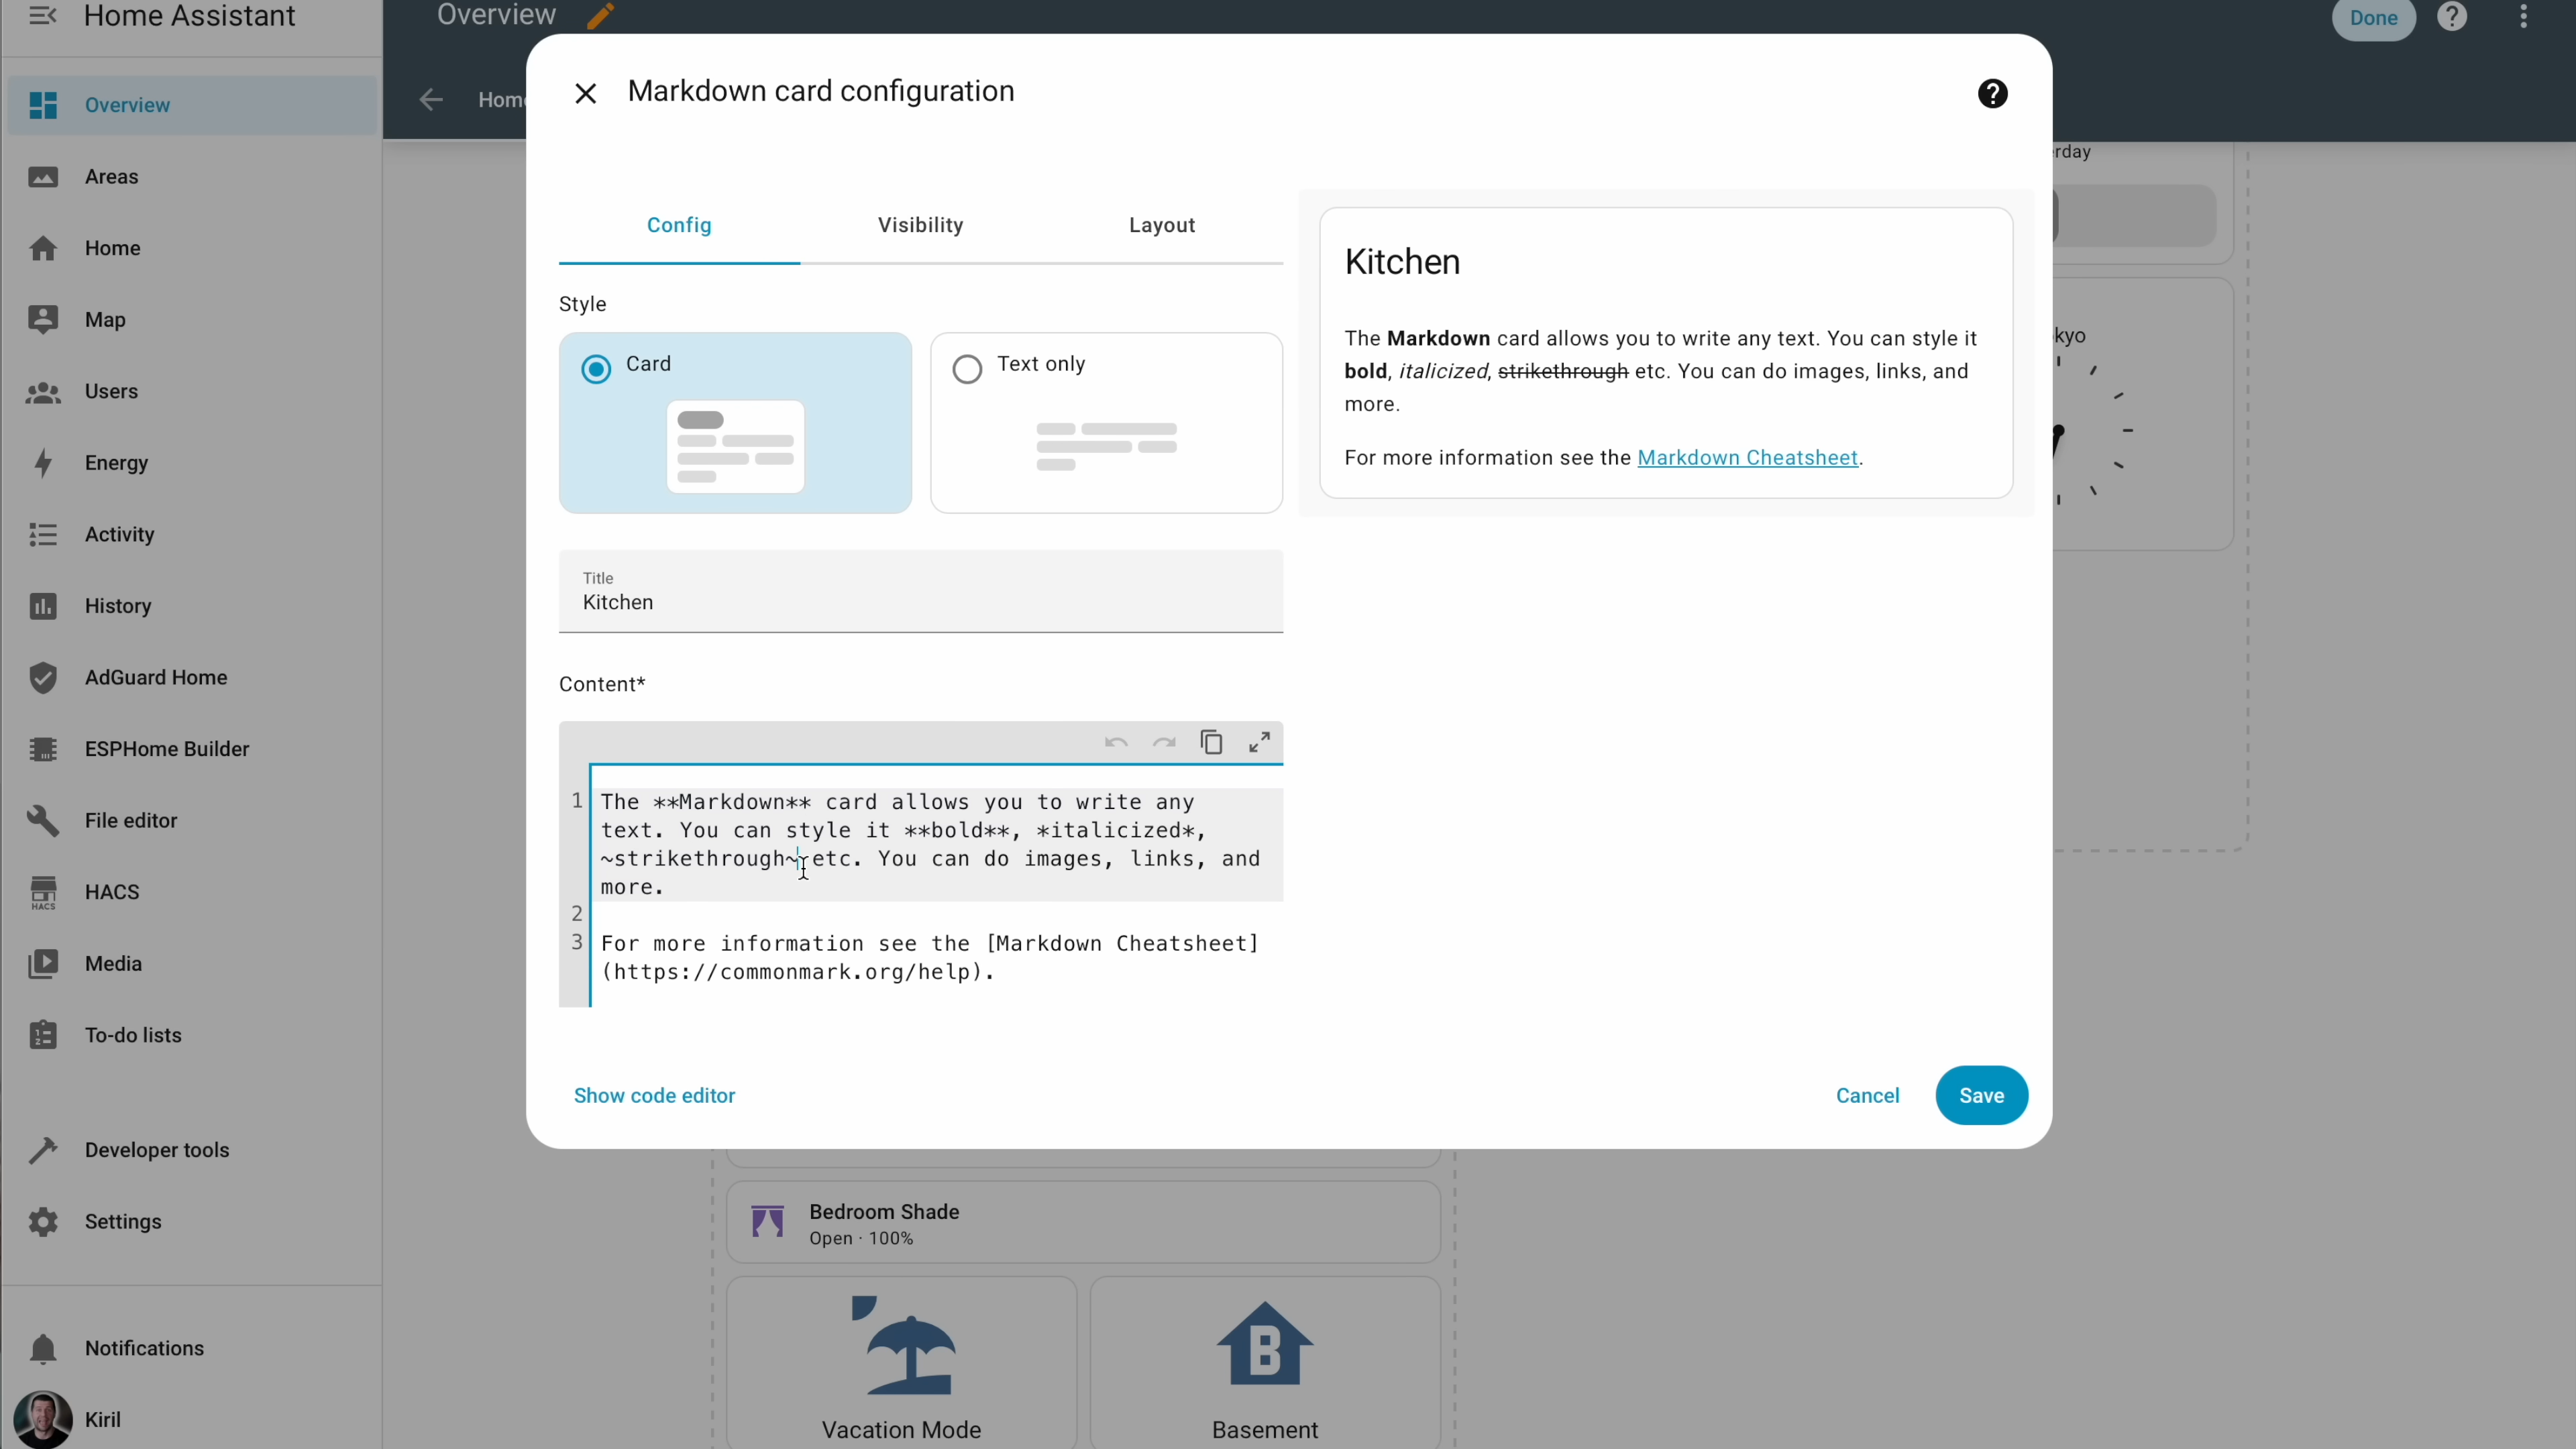 Home Assistant
Overview
Done
Overview
Areas
Home
Map
Users
Energy
Activity
History
AdGuard Home
ESPHome Builder
File editor
HACS
HACS
Media
To-do lists
Developer tools
Settings
Notifications
Kiril
Markdown card configuration
Config
Visibility
Layout
Style
Card
Text only
Title
Kitchen
Content*
1 The **Markdown** card allows you to write any
text. You can style it **bold**, *italicized*,
~strikethrough~ etc. You can do images, links, and
more.
2
3 For more information see the [Markdown Cheatsheet]
(https://commonmark.org/help).
Show code editor
Cancel
Save
Kitchen
The Markdown card allows you to write any text. You can style it
bold, italicized, strikethrough etc. You can do images, links, and
more.
For more information see the Markdown Cheatsheet.
Bedroom Shade
Open · 100%
Vacation Mode
B
Basement